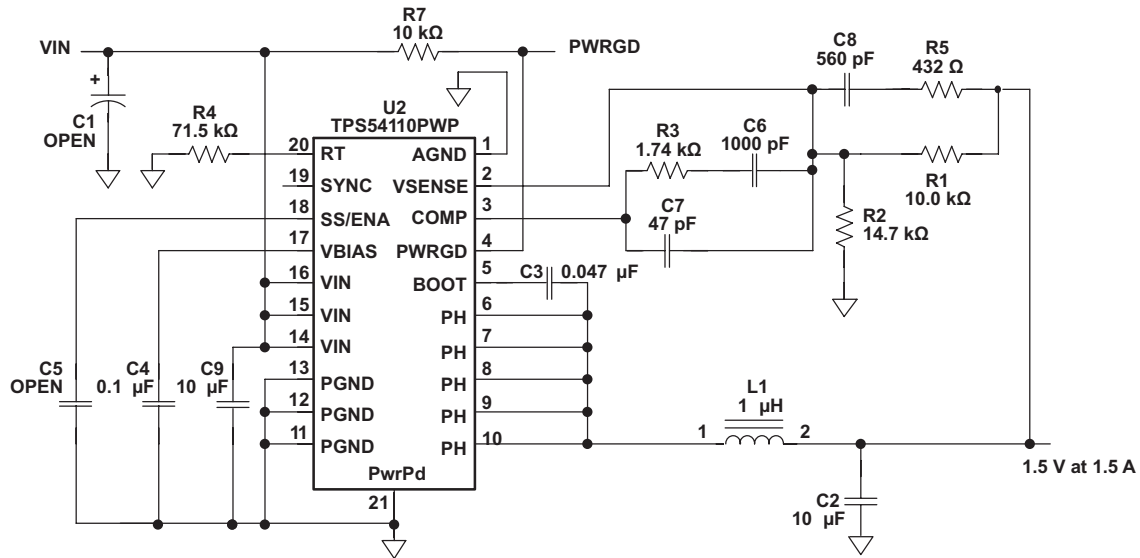 R7
10 kΩ
VIN
PWRGD
C8
560 pF
R5
432 Ω
+
C1
OPEN
R4
71.5 kΩ
U2
TPS54110PWP
R3
1.74 kΩ
C6
1000 pF
20
RT
AGND
1
19
SYNC
VSENSE
2
R1
10.0 kΩ
18
SS/ENA
COMP
3
C7
47 pF
R2
14.7 kΩ
17
VBIAS
PWRGD
4
16
VIN
BOOT
5
C3
0.047 µF
15
VIN
PH
6
14
VIN
PH
7
C5
OPEN
C4
0.1 µF
C9
10 µF
13
PGND
PH
8
12
PGND
PH
9
11
PGND
PH
10
L1
1 µH
1
2
PwrPd
21
1.5 V at 1.5 A
C2
10 µF